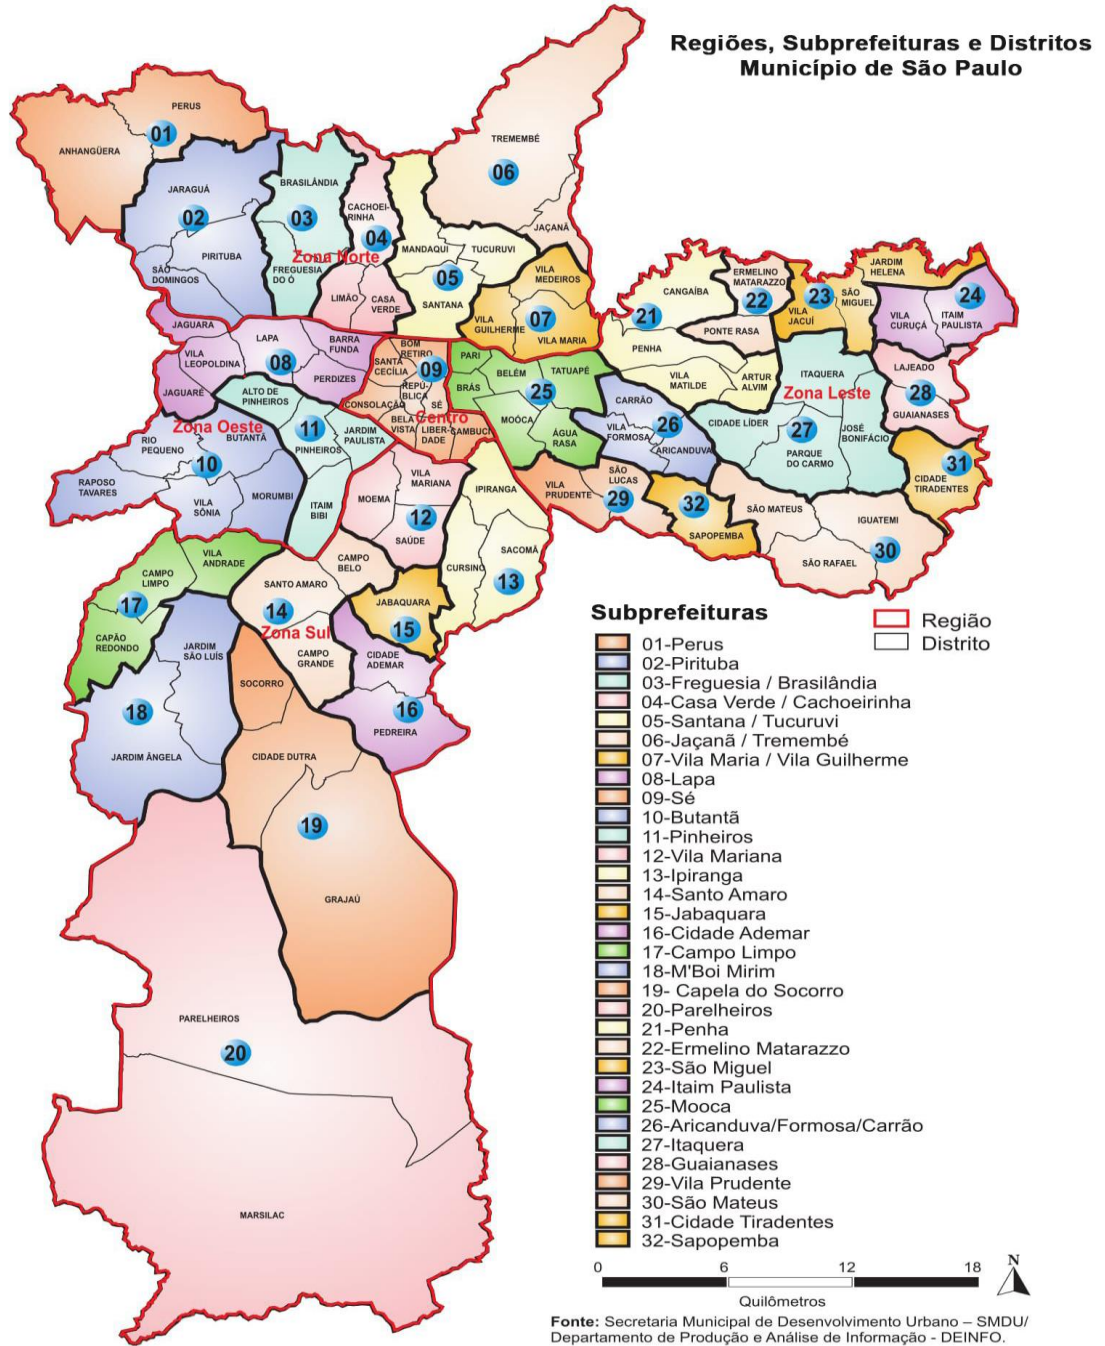 Regiões, Subprefeituras e Distritos
Município de São Paulo
PERUS
01
ANHANGÜERA
TREMEMBÉ
06
JAÇANÃ
JARAGUÁ
02
PIRITUBA
SÃO
DOMINGOS
BRASILÂNDIA
03
FREGUESIA
DO Ó
Zona Norte
CACHOEI-
RINHA
04
LIMÃO
CASA
VERDE
MANDAQUI
TUCURUVI
05
SANTANA
VILA
MEDEIROS
VILA
GUILHERME
07
VILA MARIA
CANGAÍBA
21
PENHA
VILA
MATILDE
ARTUR
ALVIM
ERMELINO
MATARAZZO
22
PONTE RASA
JARDIM
HELENA
23
SÃO
MIGUEL
VILA
JACUÍ
24
VILA
CURUÇÁ
ITAIM
PAULISTA
JAGUARA
LAPA
BARRA
FUNDA
VILA
LEOPOLDINA
08
PERDIZES
JAGUARÉ
BOM
RETIRO
SANTA
CECÍLIA
09
REPÚ-
BLICA
CONSOLAÇÃO
SÉ
Centro
BELA
VISTA
LIBER-
DADE
CAMBUCI
PARI
BELÉM
TATUAPÉ
BRÁS
25
MOÓCA
ÁGUA
RASA
CARRÃO
VILA
FORMOSA
26
ARICANDUVA
ITAQUERA
Zona Leste
CIDADE LÍDER
27
JOSÉ
BONIFÁCIO
PARQUE
DO CARMO
LAJEADO
28
GUAIANASES
31
CIDADE
TIRADENTES
ALTO DE
PINHEIROS
Zona Oeste
11
PINHEIROS
JARDIM
PAULISTA
ITAIM
BIBI
RIO
PEQUENO
BUTANTÃ
10
RAPOSO
TAVARES
VILA
SÔNIA
MORUMBI
VILA
MARIANA
MOEMA
12
SAÚDE
IPIRANGA
SACOMÃ
CURSINO
13
VILA
PRUDENTE
SÃO
LUCAS
29
32
SAPOPEMBA
SÃO MATEUS
IGUATEMI
30
SÃO RAFAEL
VILA
ANDRADE
CAMPO
LIMPO
17
CAPÃO
REDONDO
CAMPO
BELO
SANTO AMARO
14
Zona Sul
CAMPO
GRANDE
JABAQUARA
15
CIDADE
ADEMAR
16
PEDREIRA
JARDIM
SÃO LUÍS
18
JARDIM ÂNGELA
SOCORRO
CIDADE DUTRA
19
GRAJAÚ
PARELHEIROS
20
MARSILAC
Subprefeituras
Região
Distrito
01-Perus
02-Pirituba
03-Freguesia / Brasilândia
04-Casa Verde / Cachoeirinha
05-Santana / Tucuruvi
06-Jaçanã / Tremembé
07-Vila Maria / Vila Guilherme
08-Lapa
09-Sé
10-Butantã
11-Pinheiros
12-Vila Mariana
13-Ipiranga
14-Santo Amaro
15-Jabaquara
16-Cidade Ademar
17-Campo Limpo
18-M'Boi Mirim
19- Capela do Socorro
20-Parelheiros
21-Penha
22-Ermelino Matarazzo
23-São Miguel
24-Itaim Paulista
25-Mooca
26-Aricanduva/Formosa/Carrão
27-Itaquera
28-Guaianases
29-Vila Prudente
30-São Mateus
31-Cidade Tiradentes
32-Sapopemba
0 6 12 18
Quilômetros
N
Fonte: Secretaria Municipal de Desenvolvimento Urbano – SMDU/
Departamento de Produção e Análise de Informação - DEINFO.